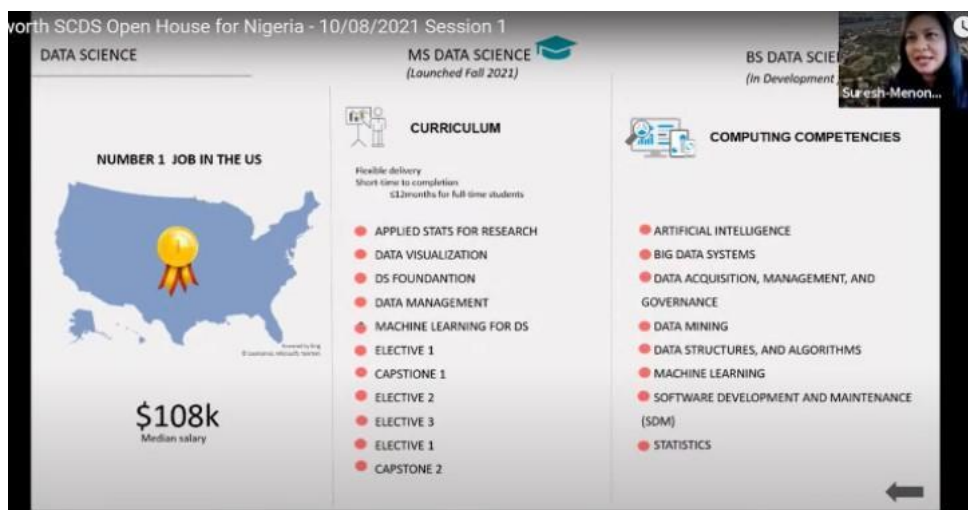 worth SCDS Open House for Nigeria - 10/08/2021 Session 1
DATA SCIENCE
NUMBER 1 JOB IN THE US
1
Powered by Bing
$108k
Median salary
MS DATA SCIENCE
(Launched Fall 2021)
CURRICULUM
Flexible delivery
Short time to completion
≤12months for full-time students
APPLIED STATS FOR RESEARCH
DATA VISUALIZATION
DS FOUNDANTION
DATA MANAGEMENT
MACHINE LEARNING FOR DS
ELECTIVE 1
CAPSTIONE 1
ELECTIVE 2
ELECTIVE 3
ELECTIVE 1
CAPSTONE 2
BS DATA SCIE
(In Development
Suresh-Menon...
COMPUTING COMPETENCIES
ARTIFICIAL INTELLIGENCE
BIG DATA SYSTEMS
DATA ACQUISITION, MANAGEMENT, AND
GOVERNANCE
DATA MINING
DATA STRUCTURES, AND ALGORITHMS
MACHINE LEARNING
SOFTWARE DEVELOPMENT AND MAINTENANCE
(SDM)
STATISTICS